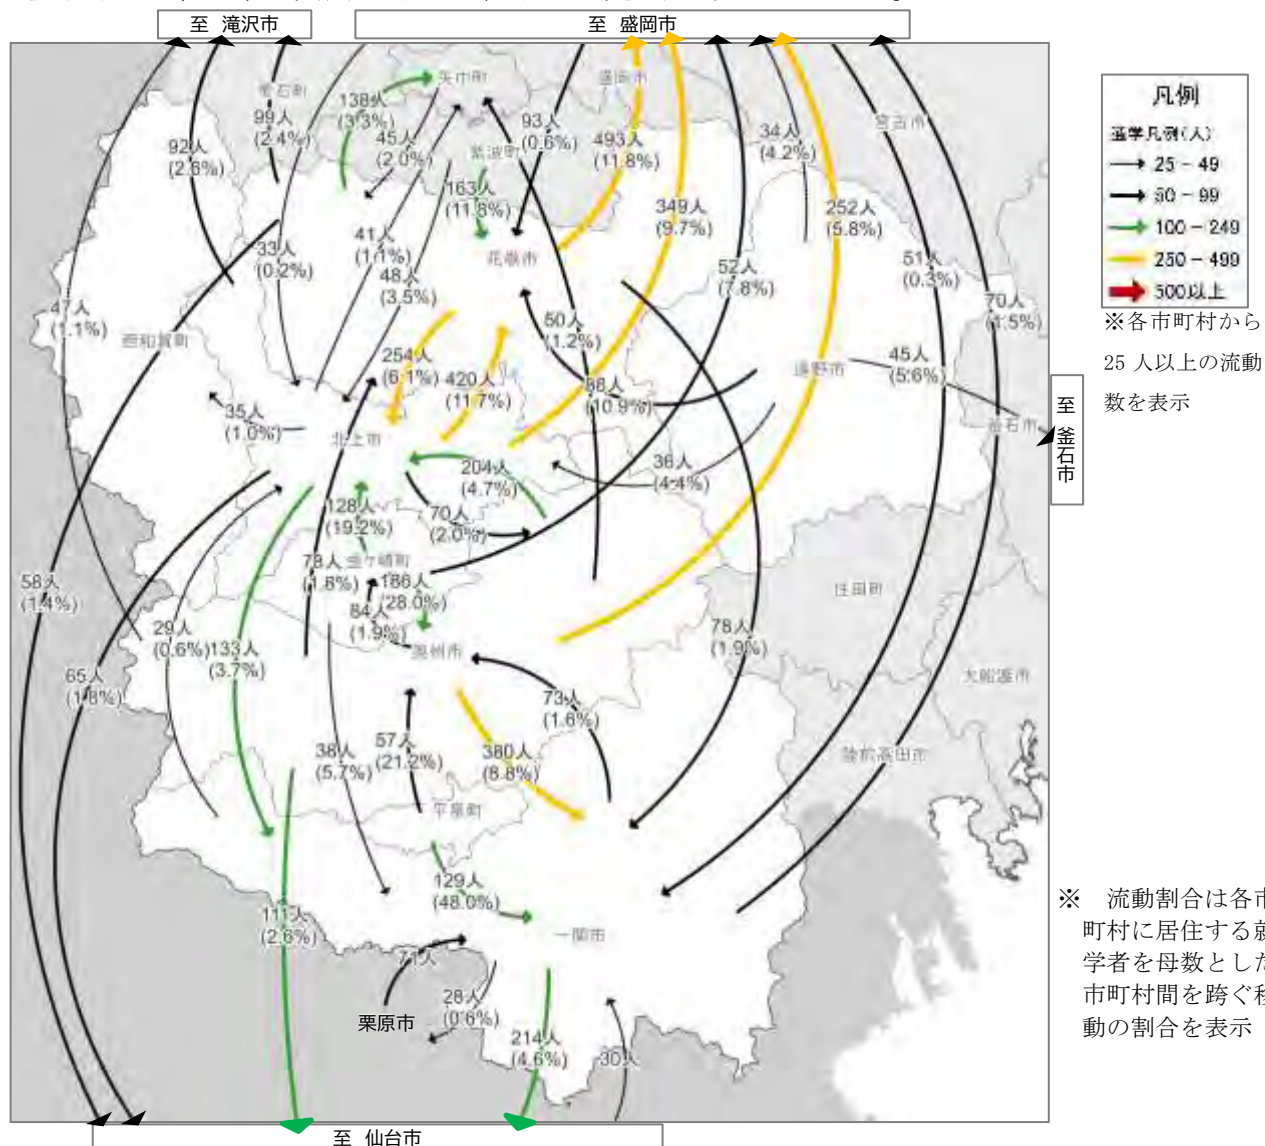 至 滝沢市
至 盛岡市
矢巾町
盛岡市
雫石町
宮古市
紫波町
138人
(3.3%)
99人
(2.4%)
45人
(2.0%)
93人
(0.6%)
493人
(11.8%)
34人
(4.2%)
92人
(2.6%)
163人
(11.8%)
349人
(9.7%)
252人
(5.8%)
花巻市
41人
(1.1%)
33人
(0.2%)
48人
(3.5%)
52人
(7.8%)
51人
(0.3%)
70人
(1.5%)
47人
(1.1%)
西和賀町
50人
(1.2%)
254人
(6.1%)
420人
(11.7%)
88人
(10.9%)
遠野市
45人
(5.6%)
釜石市
35人
(1.0%)
北上市
204人
(4.7%)
36人
(4.4%)
128人
(19.2%)
70人
(2.0%)
78人
(1.8%)
金ケ崎町
186人
(28.0%)
84人
(1.9%)
奥州市
住田町
58人
(1.4%)
29人
(0.6%)
133人
(3.7%)
78人
(1.9%)
65人
(1.8%)
大船渡市
73人
(1.6%)
38人
(5.7%)
57人
(21.2%)
380人
(8.8%)
陸前高田市
平泉町
129人
(48.0%)
111人
(2.6%)
一関市
71人
28人
(0.6%)
栗原市
214人
(4.6%)
30人
至 仙台市
至 釜石市
凡例
通学凡例(人)
25 - 49
50 - 99
100 - 249
250 - 499
500以上
※各市町村から
25 人以上の流動
数を表示
※ 流動割合は各市
町村に居住する就
学者を母数とした
市町村間を跨ぐ移
動の割合を表示